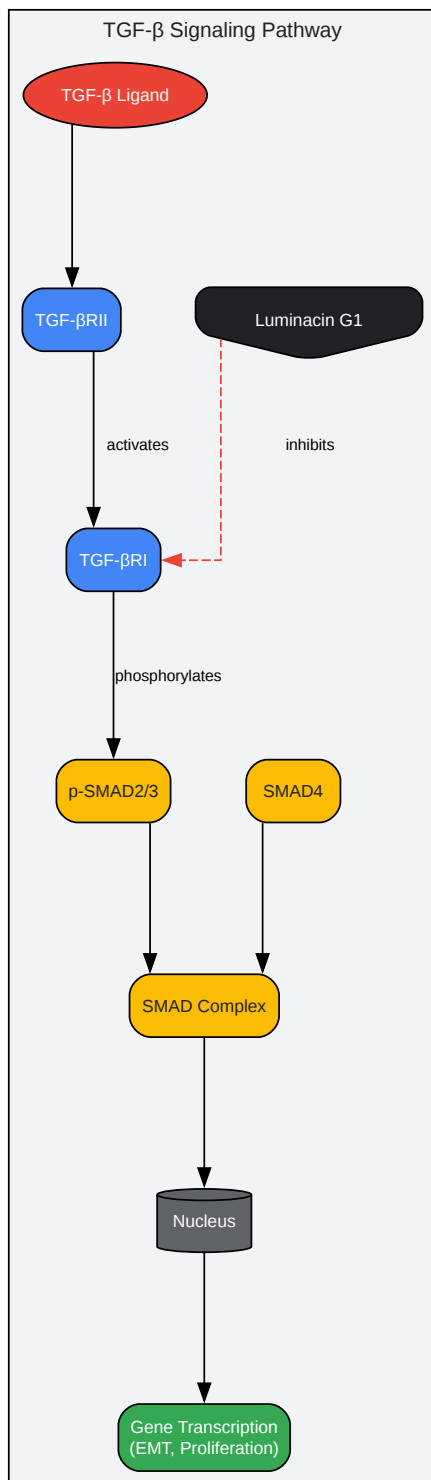 TGF-β Signaling Pathway
TGF-β Ligand
TGF-βRII
Luminacin G1
activates
inhibits
TGF-βRI
phosphorylates
p-SMAD2/3
SMAD4
SMAD Complex
Nucleus
Gene Transcription
(EMT, Proliferation)